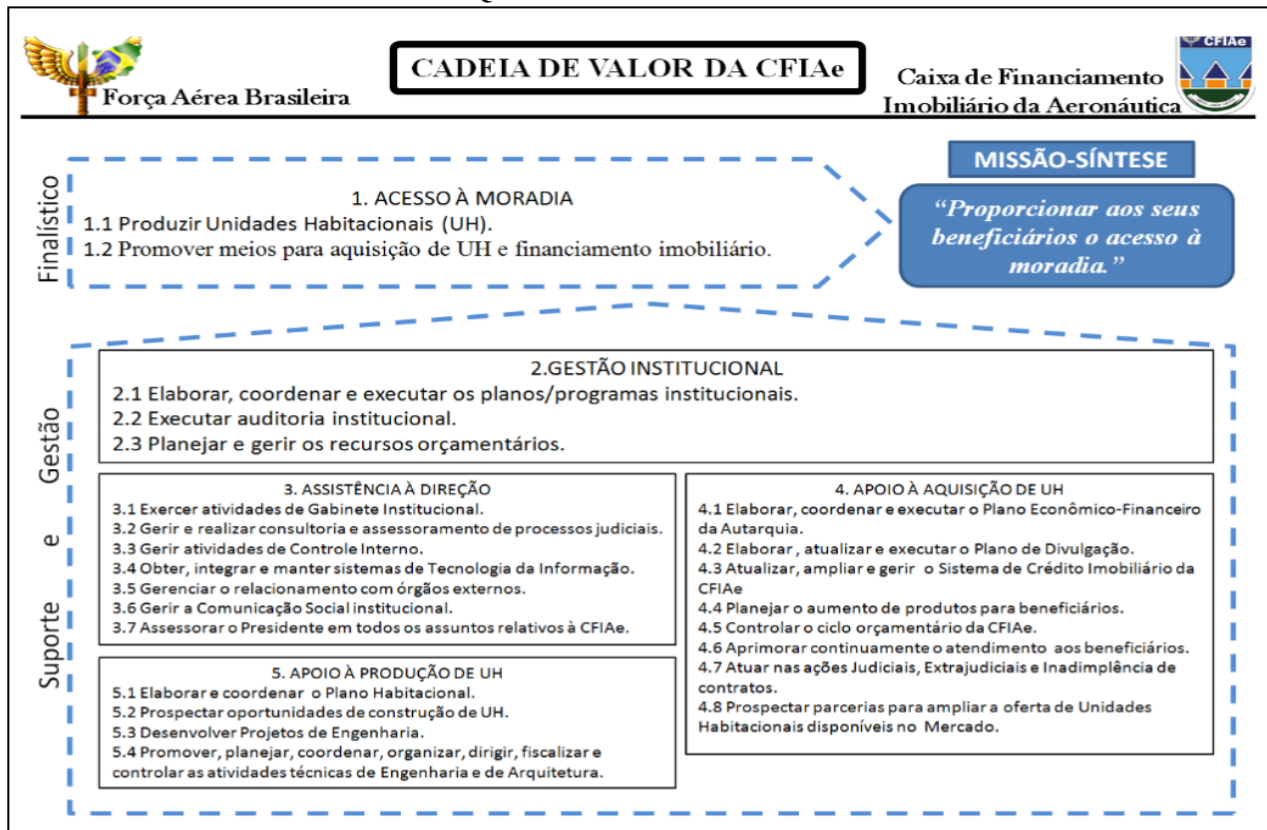 CADEIA DE VALOR DA CFIAe
Força Aérea Brasileira
CFIAe
Caixa de Financiamento
Imobiliário da Aeronáutica
Finalístico
1. ACESSO À MORADIA
1.1 Produzir Unidades Habitacionais (UH).
1.2 Promover meios para aquisição de UH e financiamento imobiliário.
MISSÃO-SÍNTESE
“Proporcionar aos seus
beneficiários o acesso à
moradia.”
Suporte e Gestão
2.GESTÃO INSTITUCIONAL
2.1 Elaborar, coordenar e executar os planos/programas institucionais.
2.2 Executar auditoria institucional.
2.3 Planejar e gerir os recursos orçamentários.
3. ASSISTÊNCIA À DIREÇÃO
3.1 Exercer atividades de Gabinete Institucional.
3.2 Gerir e realizar consultoria e assessoramento de processos judiciais.
3.3 Gerir atividades de Controle Interno.
3.4 Obter, integrar e manter sistemas de Tecnologia da Informação.
3.5 Gerenciar o relacionamento com órgãos externos.
3.6 Gerir a Comunicação Social institucional.
3.7 Assessorar o Presidente em todos os assuntos relativos à CFIAe.
4. APOIO À AQUISIÇÃO DE UH
4.1 Elaborar, coordenar e executar o Plano Econômico-Financeiro
da Autarquia.
4.2 Elaborar , atualizar e executar o Plano de Divulgação.
4.3 Atualizar, ampliar e gerir o Sistema de Crédito Imobiliário da
CFIAe
4.4 Planejar o aumento de produtos para beneficiários.
4.5 Controlar o ciclo orçamentário da CFIAe.
4.6 Aprimorar continuamente o atendimento aos beneficiários.
4.7 Atuar nas ações Judiciais, Extrajudiciais e Inadimplência de
contratos.
4.8 Prospectar parcerias para ampliar a oferta de Unidades
Habitacionais disponíveis no Mercado.
5. APOIO À PRODUÇÃO DE UH
5.1 Elaborar e coordenar o Plano Habitacional.
5.2 Prospectar oportunidades de construção de UH.
5.3 Desenvolver Projetos de Engenharia.
5.4 Promover, planejar, coordenar, organizar, dirigir, fiscalizar e
controlar as atividades técnicas de Engenharia e de Arquitetura.